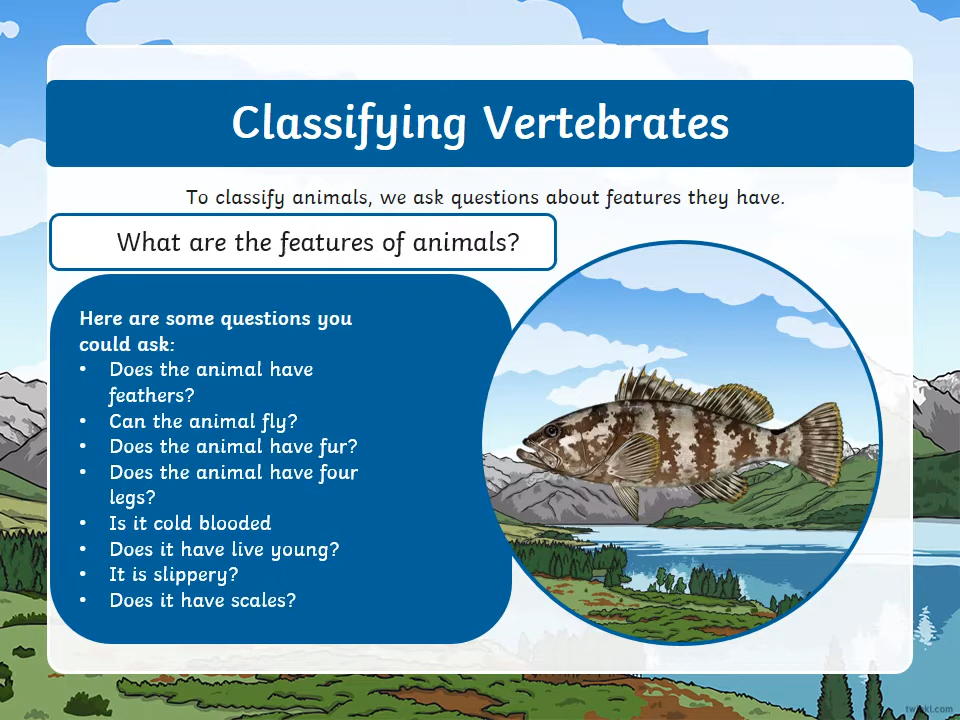 Classifying Vertebrates
To classify animals, we ask questions about features they have.
What are the features of animals?
Here are some questions you
could ask:
• Does the animal have
feathers?
• Can the animal fly?
• Does the animal have fur?
• Does the animal have four
legs?
• Is it cold blooded
• Does it have live young?
• It is slippery?
• Does it have scales?
twinkl.com